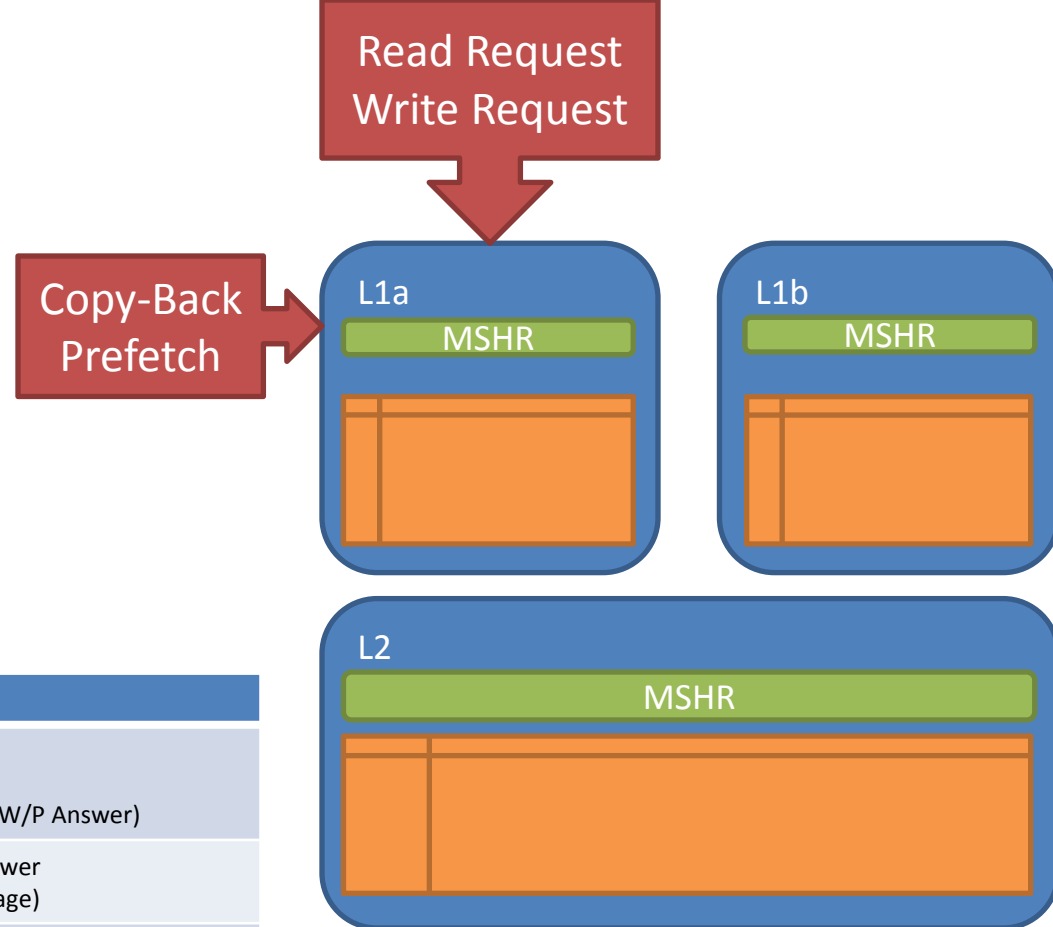 Read Request
Write Request
Copy-Back
Prefetch
L1a
MSHR
L1b
MSHR
L2
MSHR
W/P Answer)
wer
age)